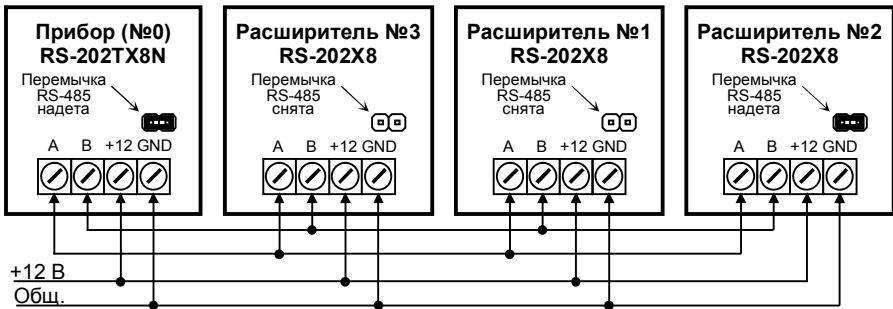 Прибор (№0)
RS-202TX8N
Перемычка
RS-485
надета
A B +12 GND
Расширитель №3
RS-202X8
Перемычка
RS-485
снята
A B +12 GND
Расширитель №1
RS-202X8
Перемычка
RS-485
снята
A B +12 GND
Расширитель №2
RS-202X8
Перемычка
RS-485
надета
A B +12 GND
+12 В
Общ.